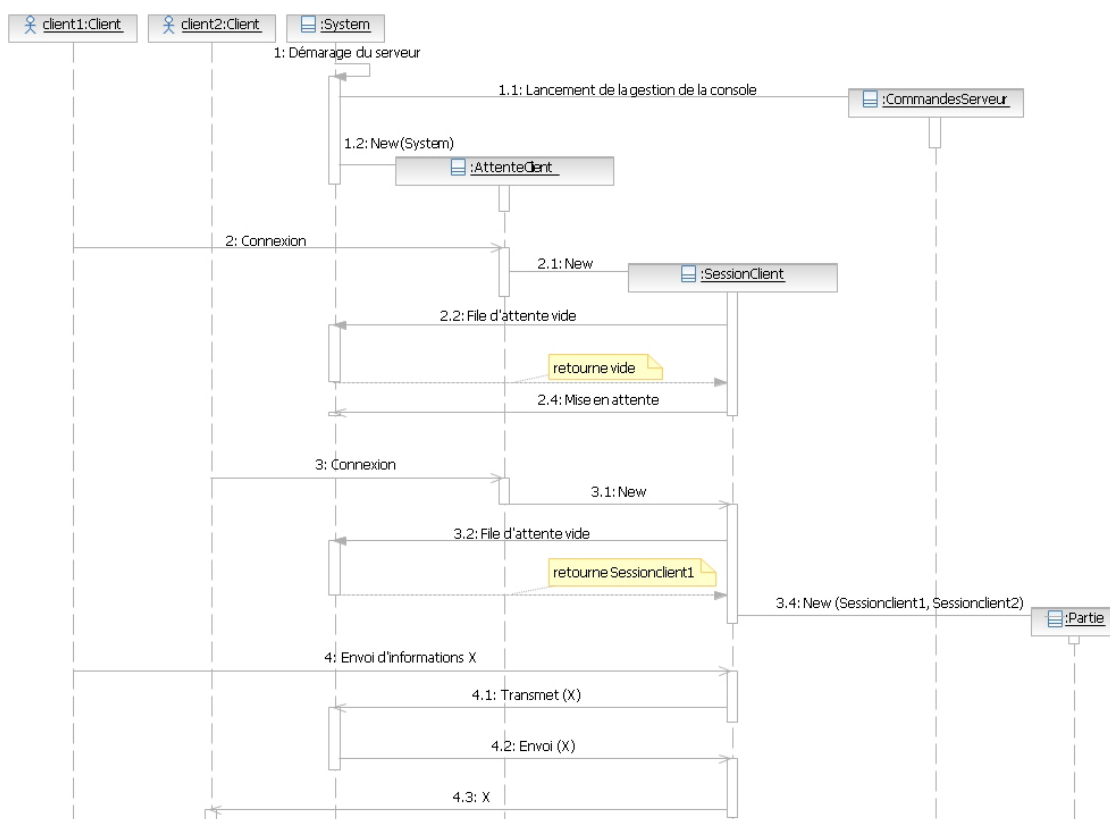 client1:Client
client2:Client
:System
1: Démarage du serveur
1.1: Lancement de la gestion de la console
:CommandesServeur
1.2: New(System)
:AttenteClient
2: Connexion
2.1: New
:SessionClient
2.2: File d'attente vide
retourne vide
2.4: Mise en attente
3: Connexion
3.1: New
3.2: File d'attente vide
retourne Sessionclient1
3.4: New (Sessionclient1, Sessionclient2)
:Partie
4: Envoi d'informations X
4.1: Transmet (X)
4.2: Envoi (X)
4.3: X